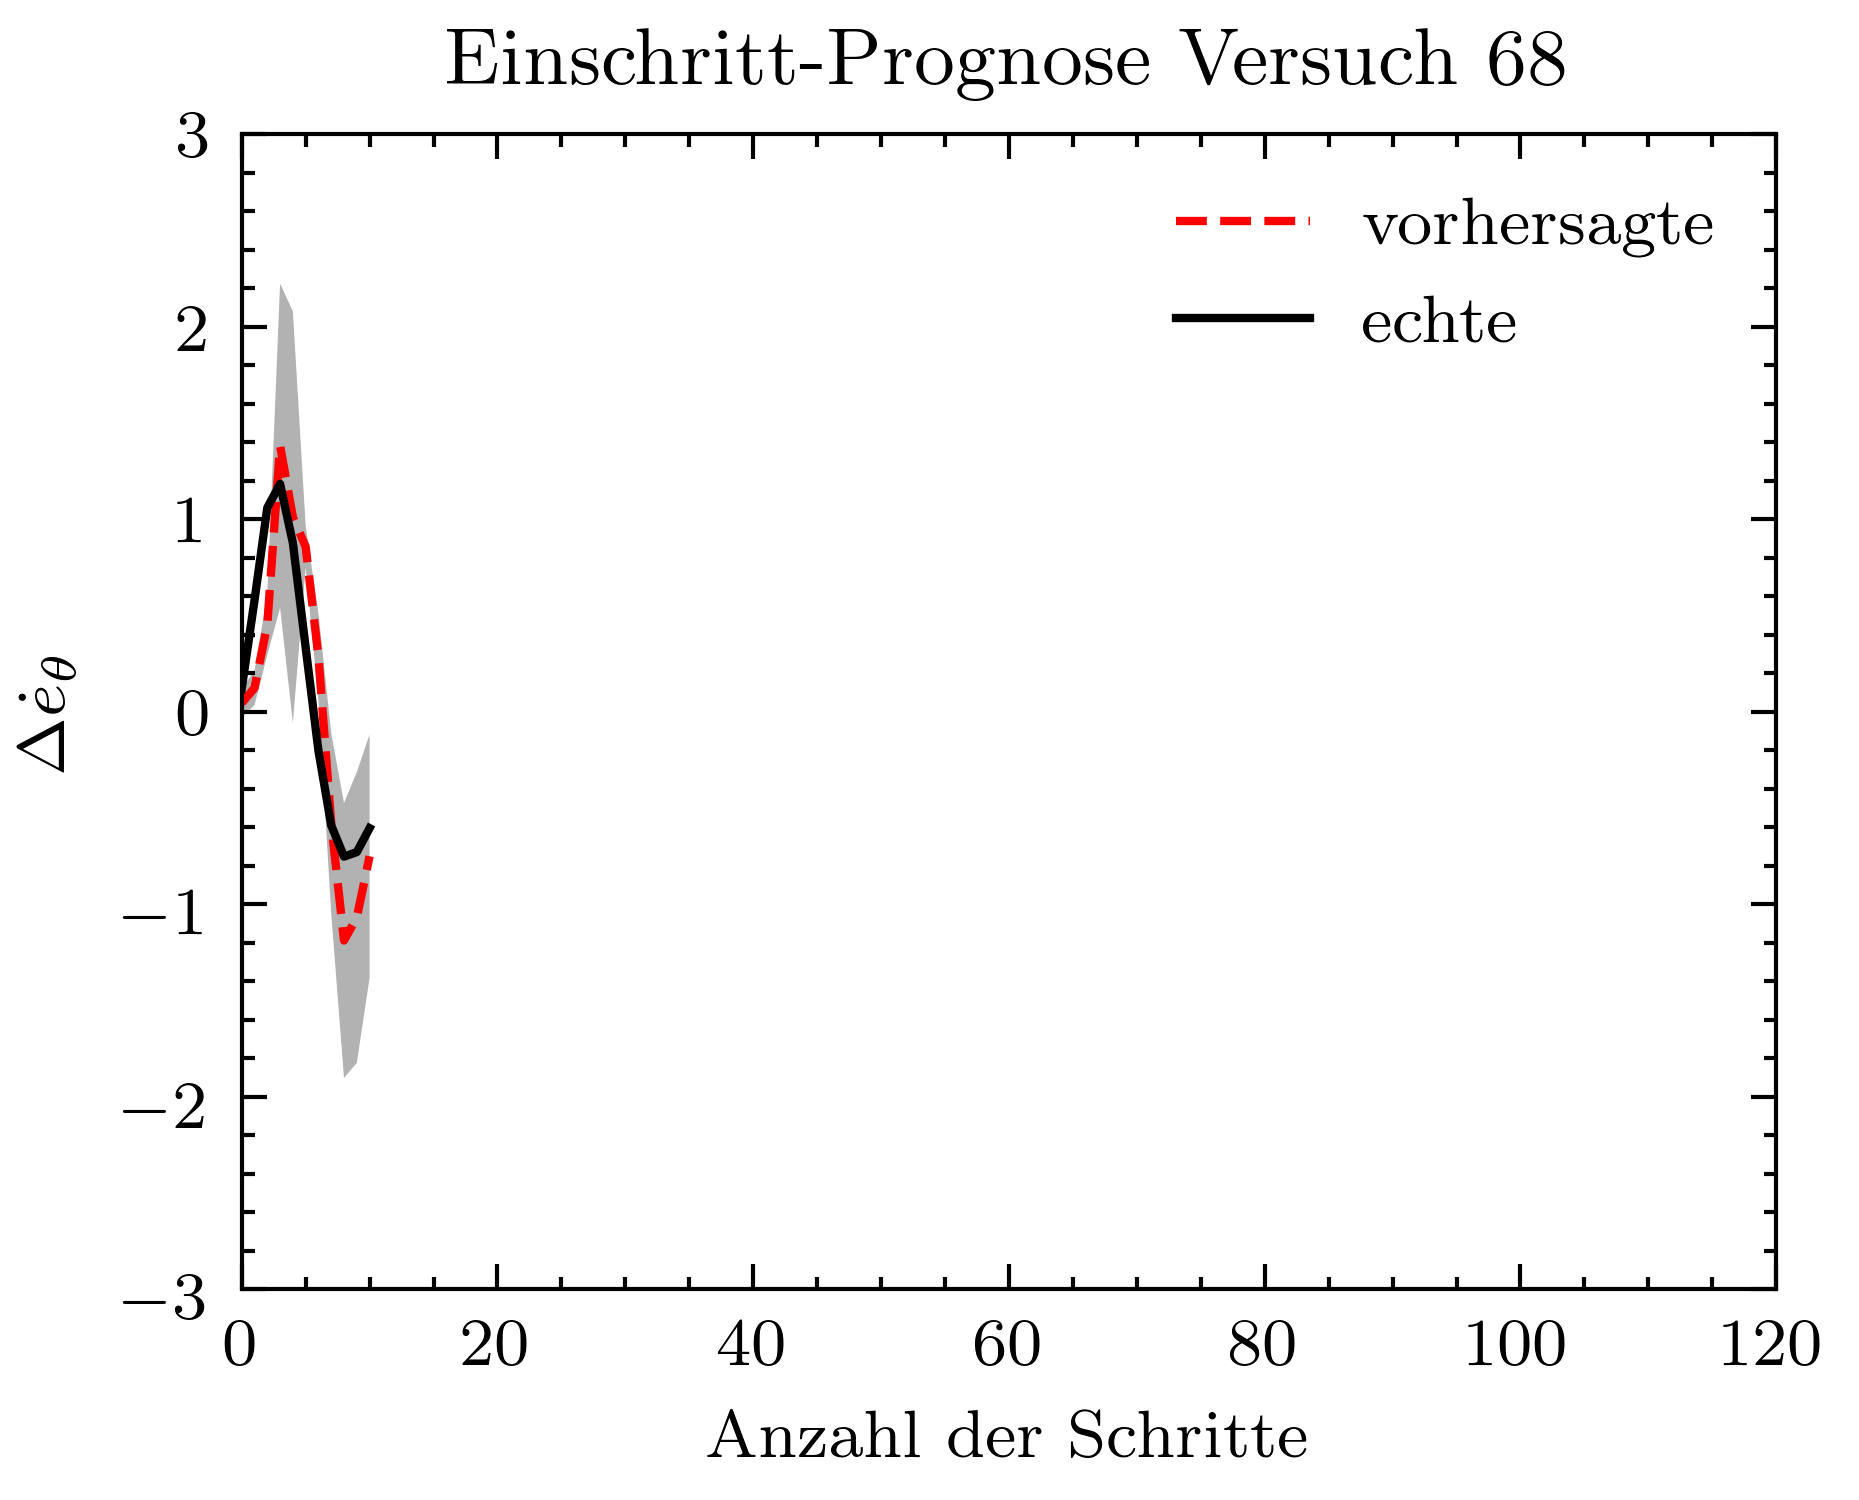 Einschritt-Prognose Versuch 68
3
2
1
0
−1
−2
−3
Δėθ
vorhersagte
echte
0 20 40 60 80 100 120
Anzahl der Schritte